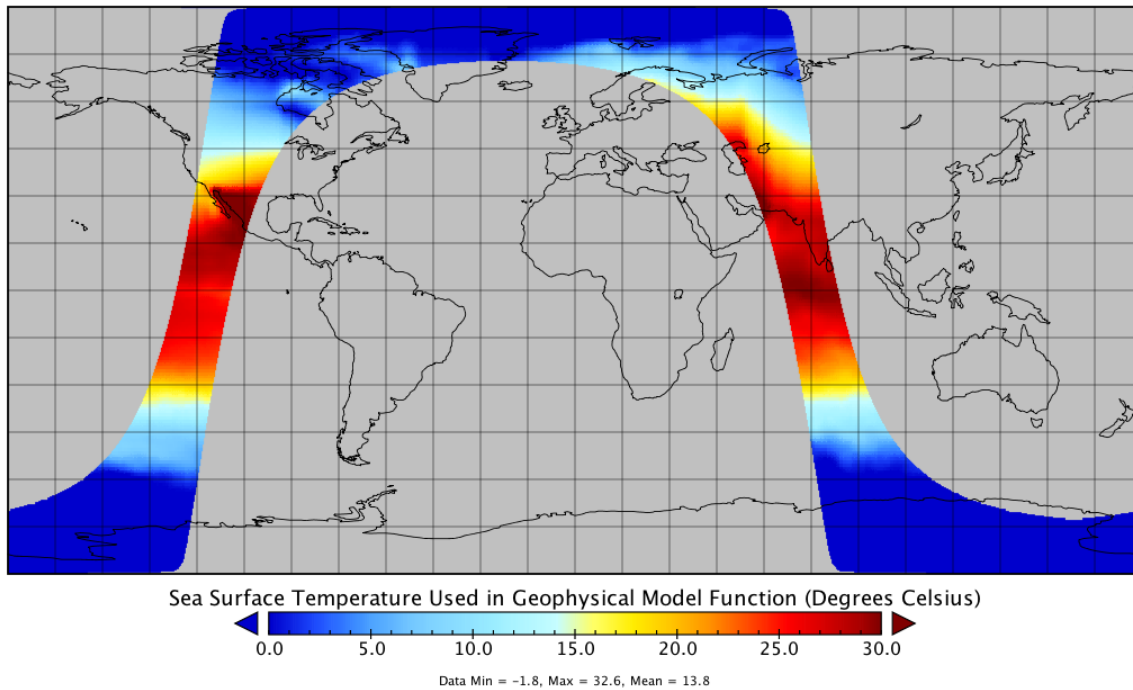 Sea Surface Temperature Used in Geophysical Model Function (Degrees Celsius)
0.0 5.0 10.0 15.0 20.0 25.0 30.0
Data Min = −1.8, Max = 32.6, Mean = 13.8